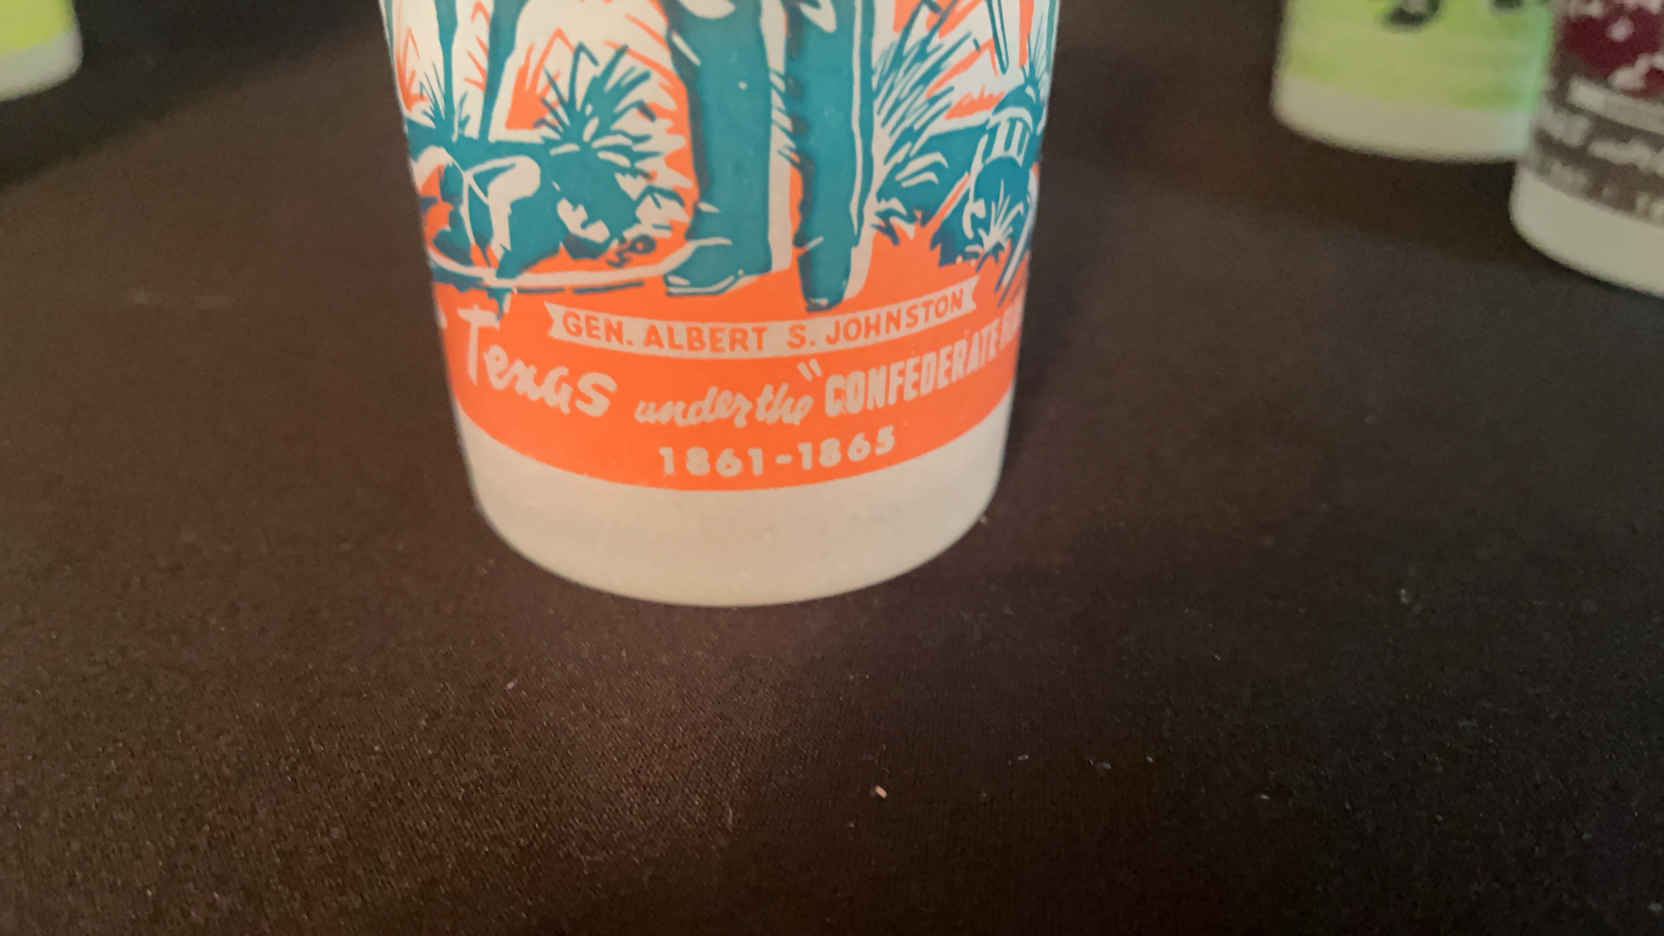 GEN. ALBERT S. JOHNSTON
Texas under the "CONFEDERATE
1861-1865